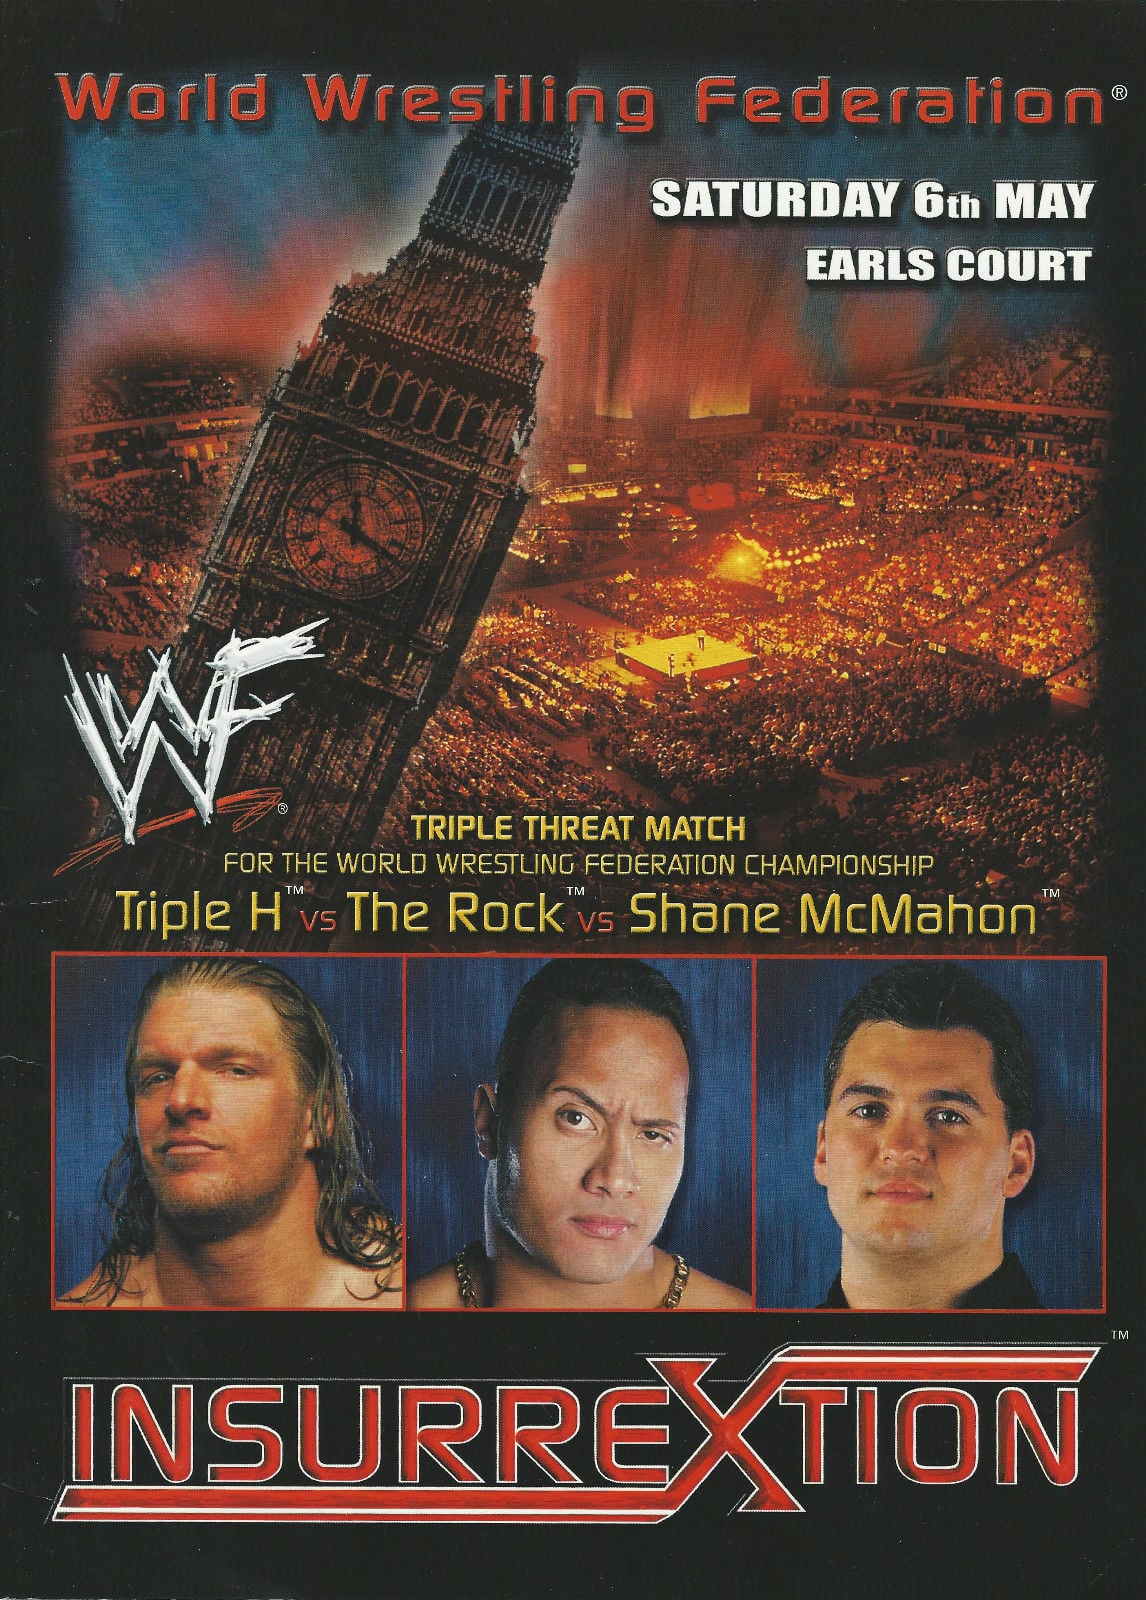 World Wrestling Federation®
SATURDAY 6th MAY
EARLS COURT
WF
®
TRIPLE THREAT MATCH
FOR THE WORLD WRESTLING FEDERATION CHAMPIONSHIP
Triple H™ vs The Rock™ vs Shane McMahon™
INSURREXTION™